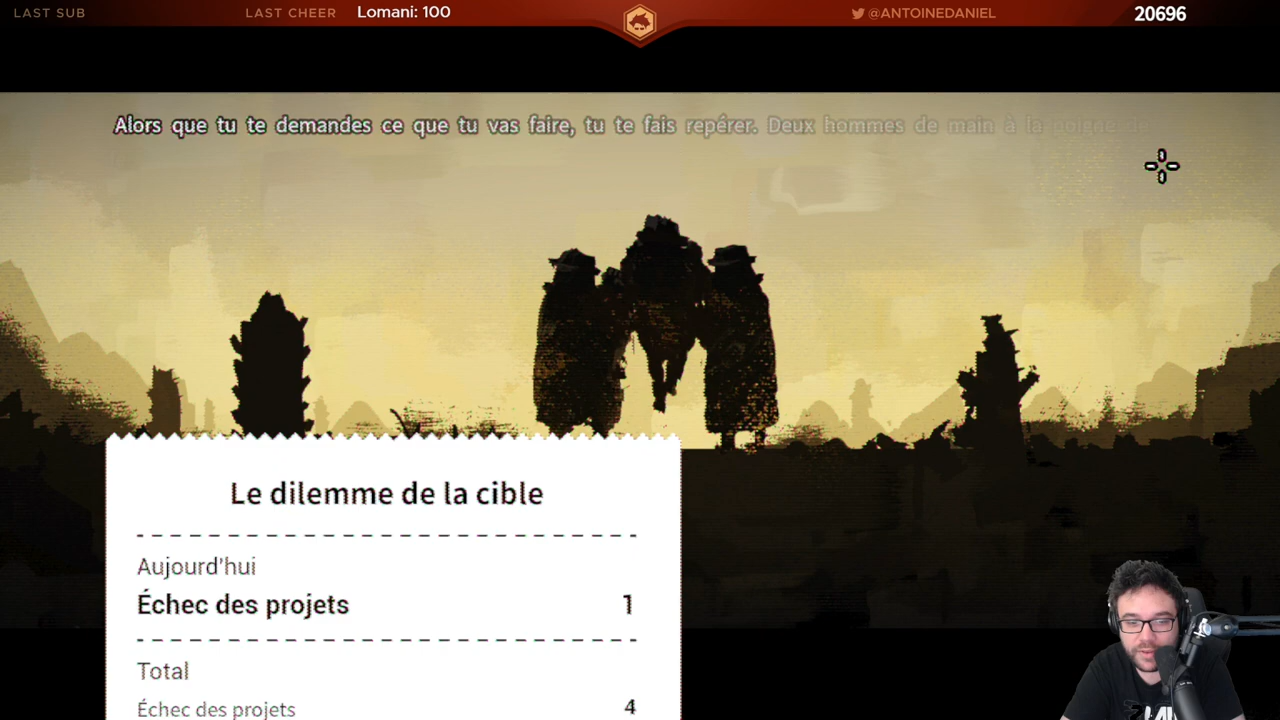 LAST SUB
LAST CHEER
Lomani: 100
@ANTOINEDANIEL
20696
Alors que tu te demandes ce que tu vas faire, tu te fais repérer. Deux hommes de main à la poigne
Le dilemme de la cible
Aujourd'hui
Échec des projets 1
Total
Échec des projets 4